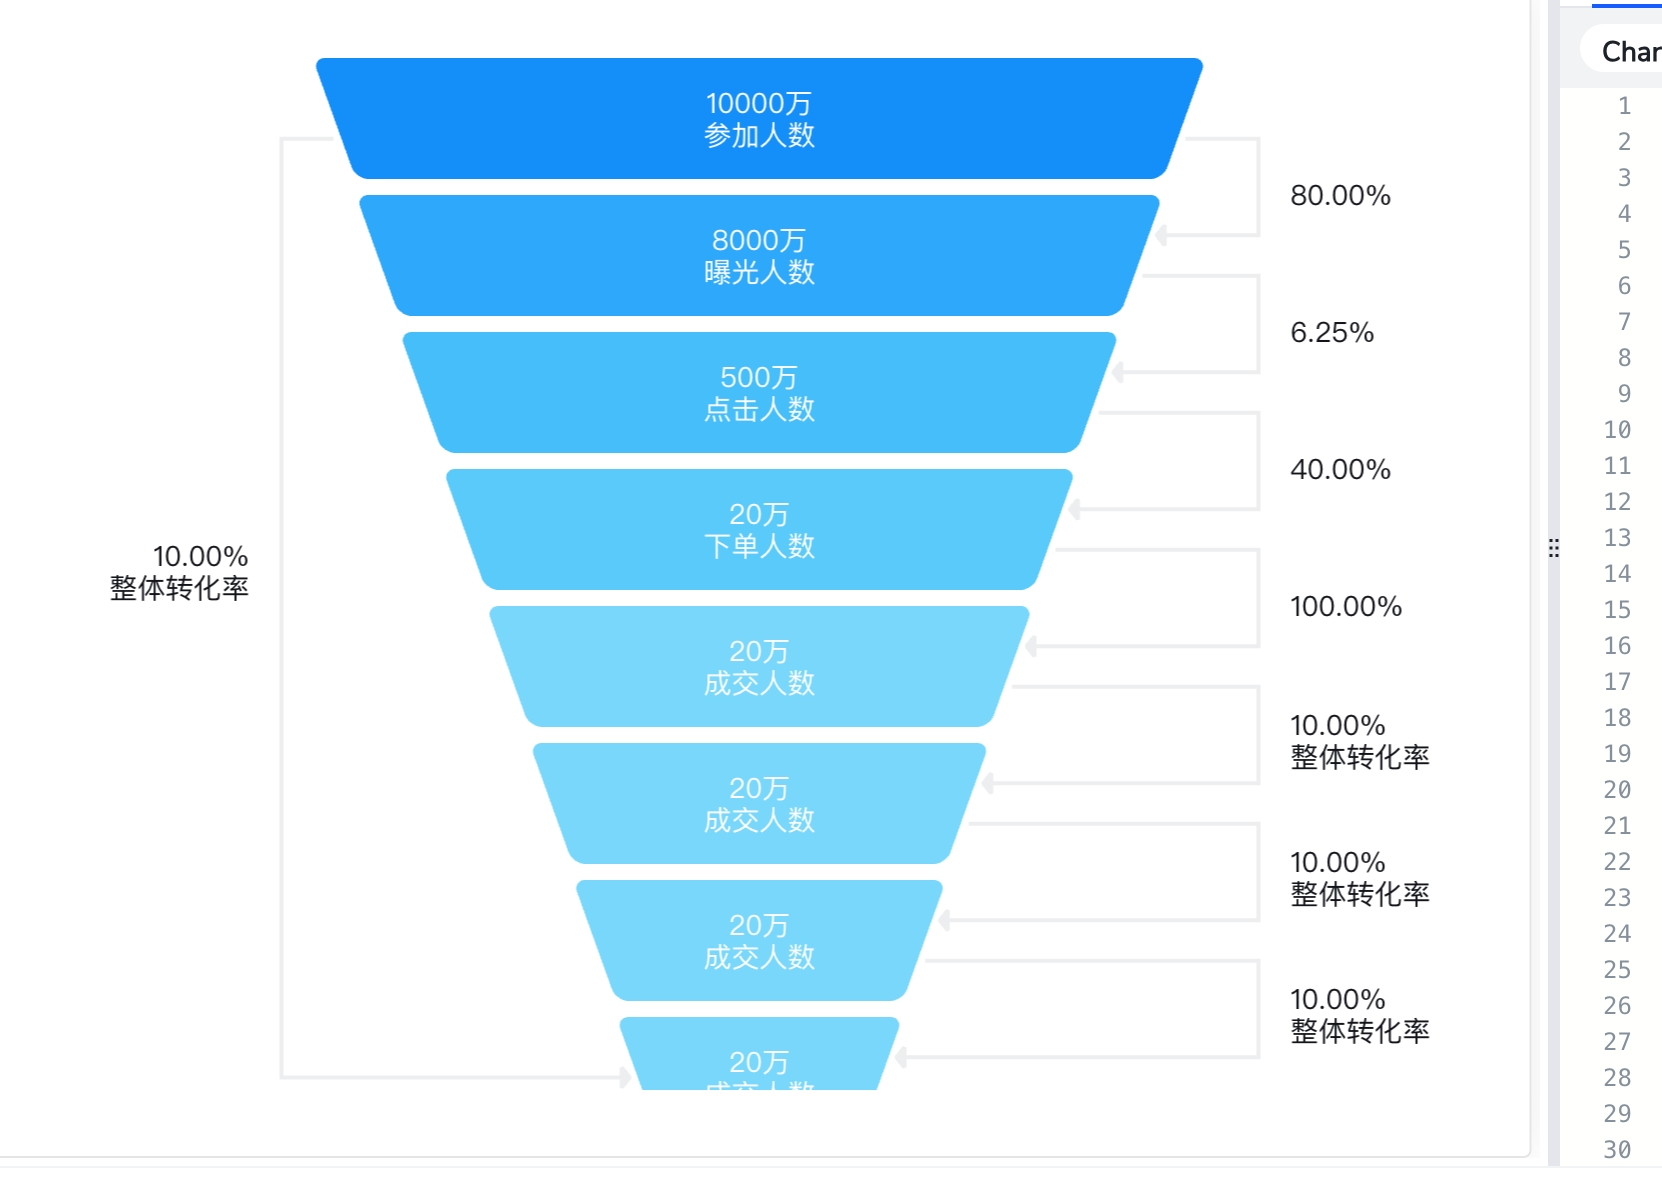 10000万
参加人数
80.00%
8000万
曝光人数
6.25%
500万
点击人数
40.00%
20万
下单人数
10.00%
整体转化率
100.00%
20万
成交人数
10.00%
整体转化率
20万
成交人数
10.00%
整体转化率
20万
成交人数
10.00%
整体转化率
20万
Char
1
2
3
4
5
6
7
8
9
10
11
12
13
14
15
16
17
18
19
20
21
22
23
24
25
26
27
28
29
30